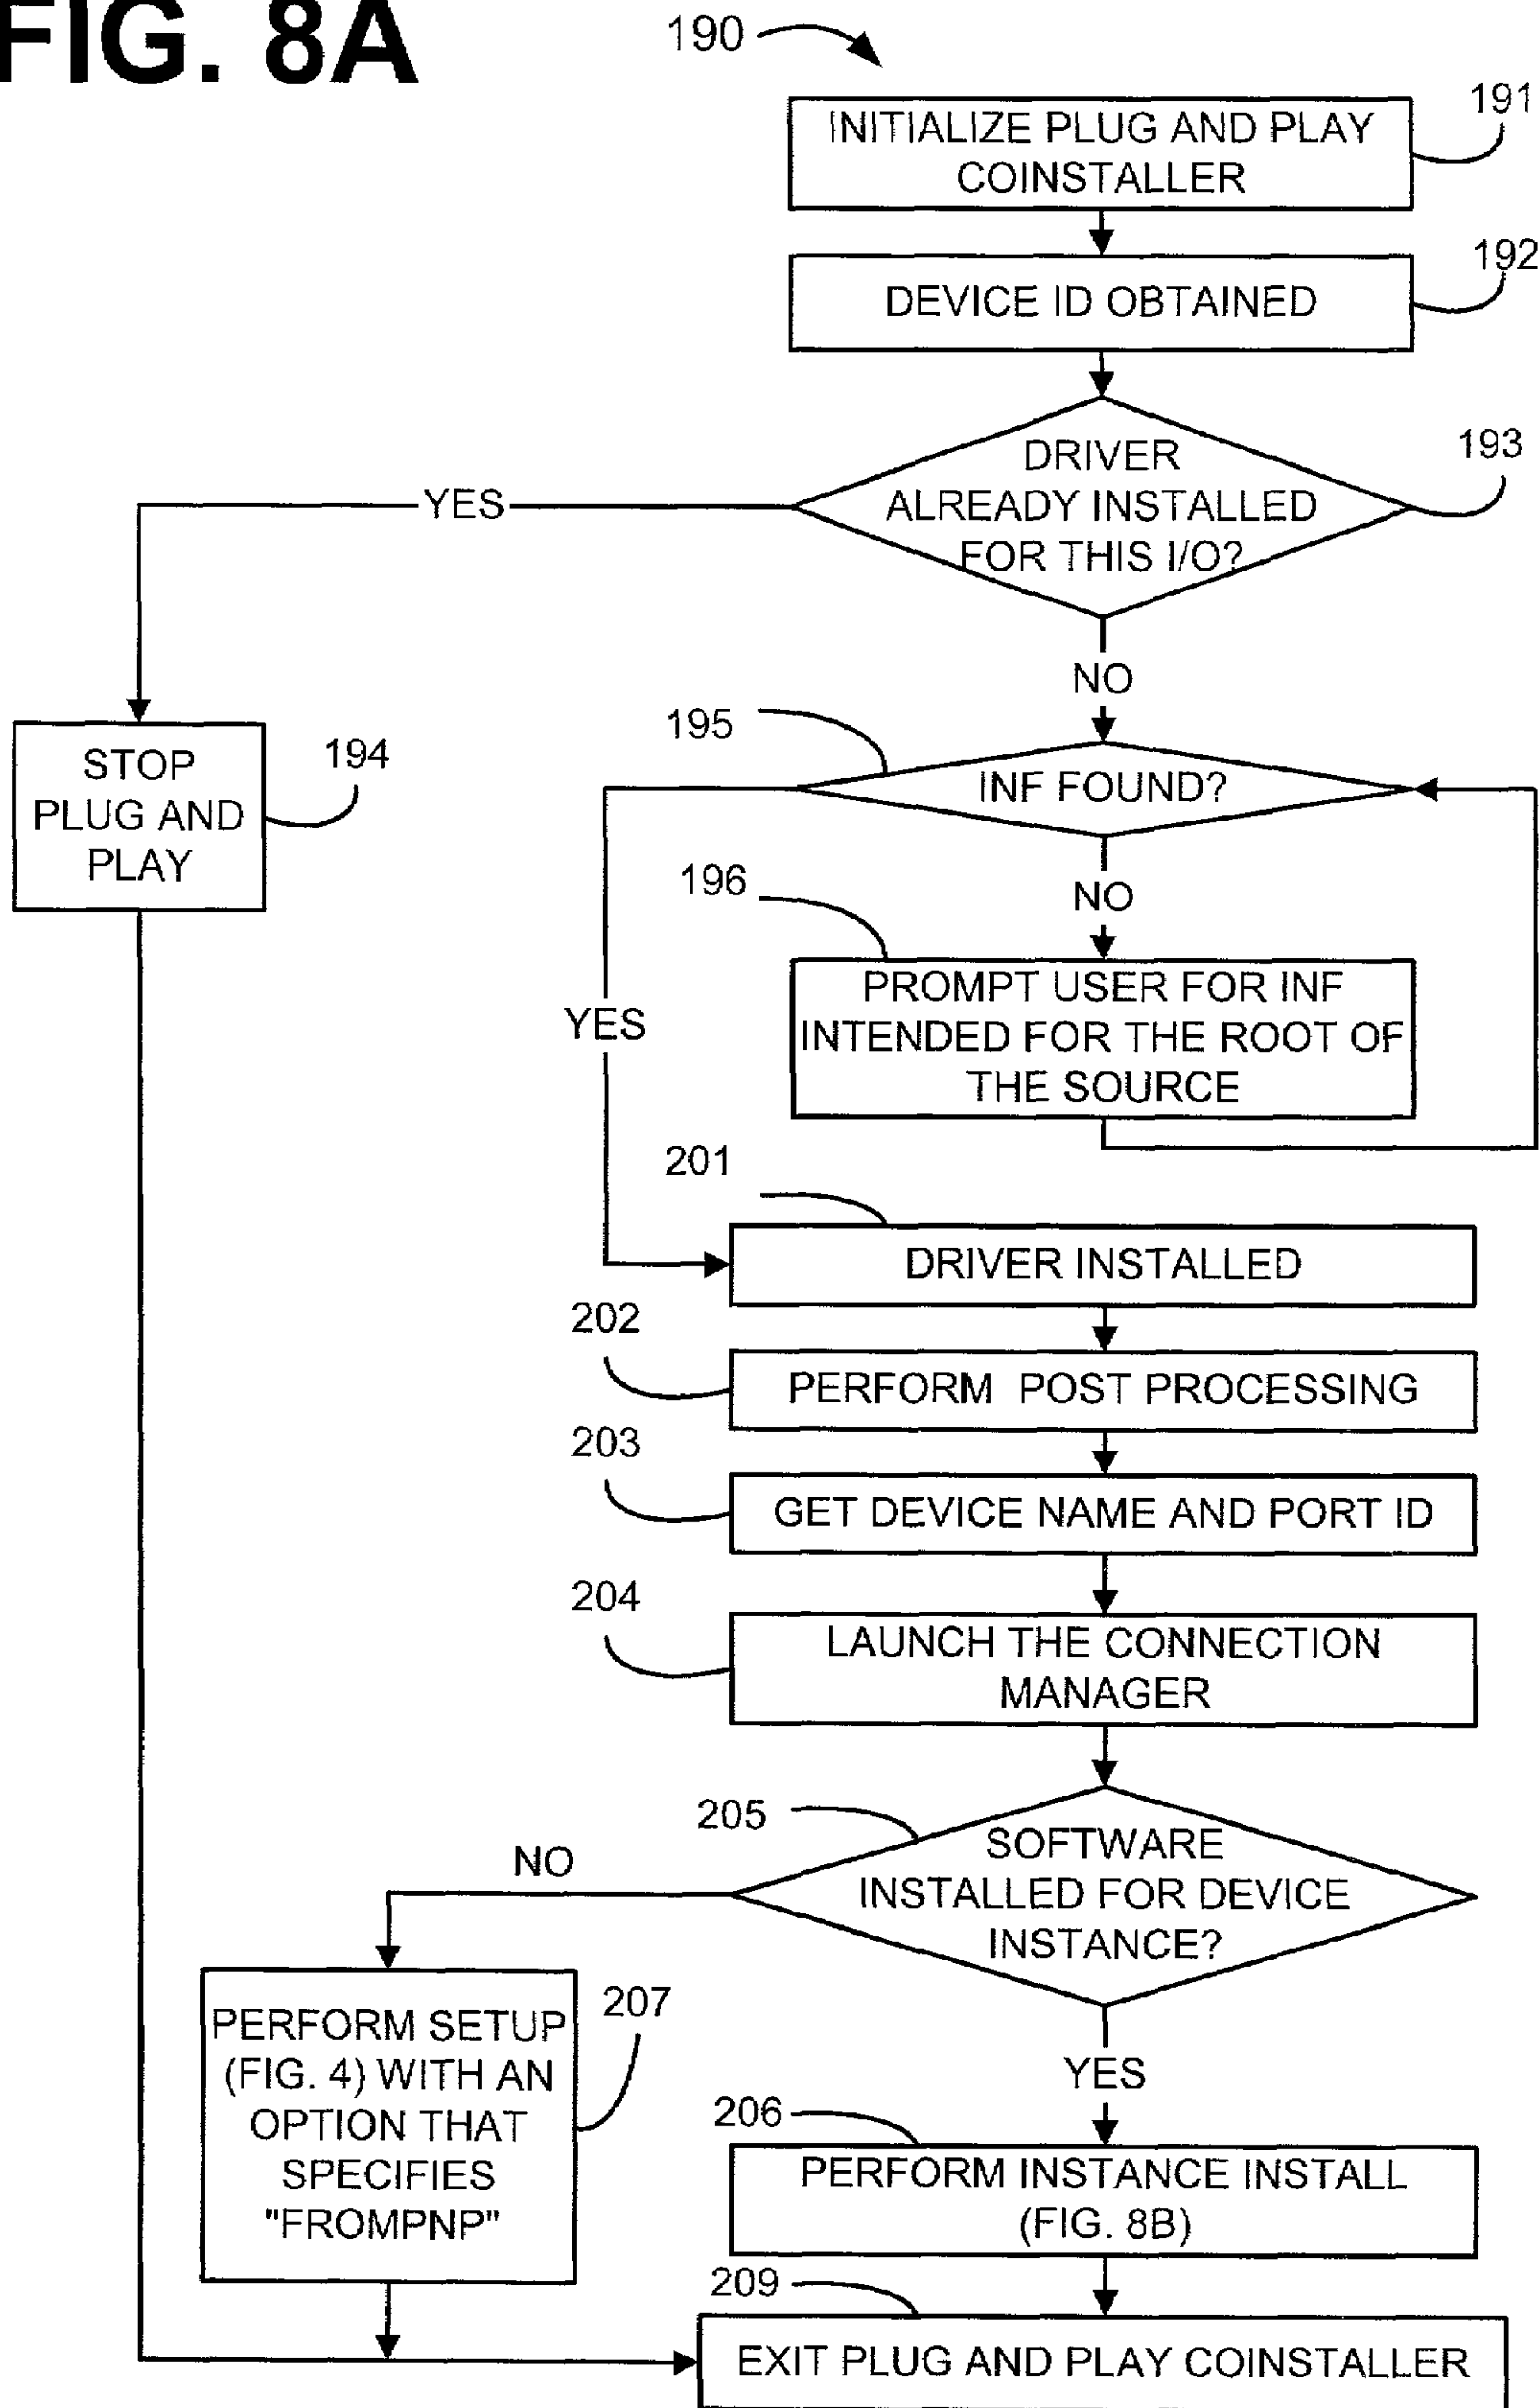 FIG. 8A
190
INITIALIZE PLUG AND PLAY
COINSTALLER
191
DEVICE ID OBTAINED
192
DRIVER
ALREADY INSTALLED
FOR THIS I/O?
193
YES
NO
STOP
PLUG AND
PLAY
194
195
INF FOUND?
196
NO
YES
PROMPT USER FOR INF
INTENDED FOR THE ROOT OF
THE SOURCE
201
DRIVER INSTALLED
202
PERFORM POST PROCESSING
203
GET DEVICE NAME AND PORT ID
204
LAUNCH THE CONNECTION
MANAGER
205
SOFTWARE
INSTALLED FOR DEVICE
INSTANCE?
NO
YES
PERFORM SETUP
(FIG. 4) WITH AN
OPTION THAT
SPECIFIES
"FROMPNP"
207
206
PERFORM INSTANCE INSTALL
(FIG. 8B)
209
EXIT PLUG AND PLAY COINSTALLER